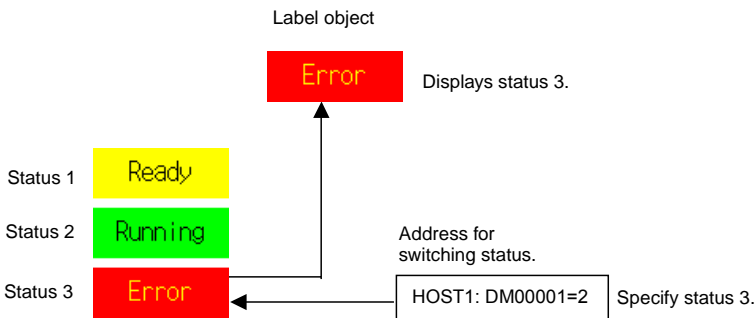 Label object
Error
Displays status 3.
Status 1
Ready
Status 2
Running
Address for
switching status.
Status 3
Error
HOST1: DM00001=2
Specify status 3.